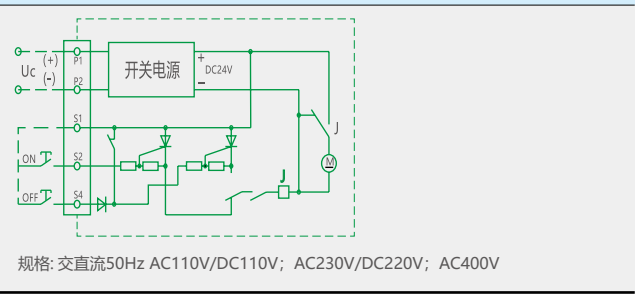 Uc
(+)
(-)
P1
P2
开关电源
+
DC24V
-
S1
J
ON
S2
M
J
OFF
S4
规格: 交直流50Hz AC110V/DC110V；AC230V/DC220V；AC400V